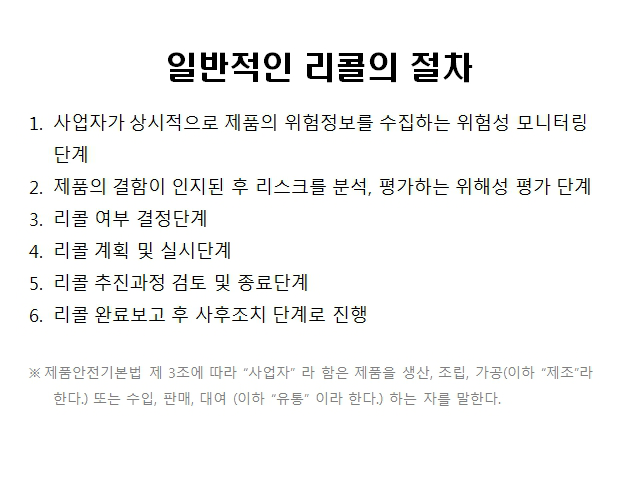 일반적인 리콜의 절차
1. 사업자가 상시적으로 제품의 위험정보를 수집하는 위험성 모니터링
단계
2. 제품의 결함이 인지된 후 리스크를 분석, 평가하는 위해성 평가 단계
3. 리콜 여부 결정단계
4. 리콜 계획 및 실시단계
5. 리콜 추진과정 검토 및 종료단계
6. 리콜 완료보고 후 사후조치 단계로 진행
※ 제품안전기본법 제 3조에 따라 “사업자” 라 함은 제품을 생산, 조립, 가공(이하 “제조”라
한다.) 또는 수입, 판매, 대여 (이하 “유통” 이라 한다.) 하는 자를 말한다.